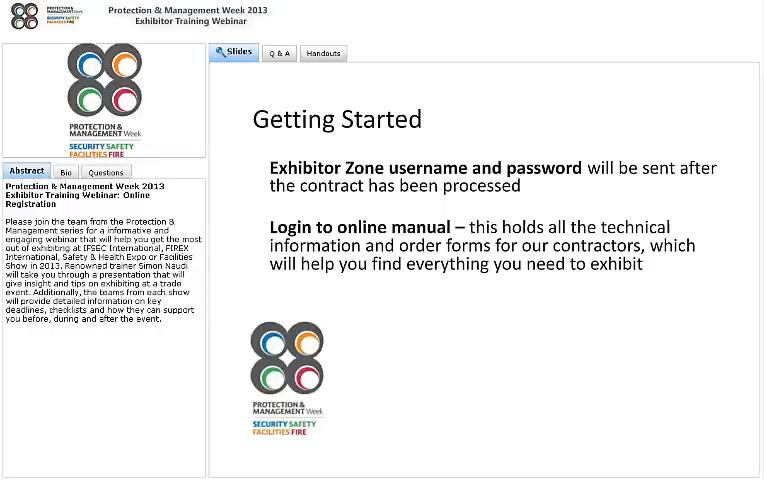 PROTECTION &
MANAGEMENT Week
SECURITY SAFETY
FACILITIES FIRE
Protection & Management Week 2013
Exhibitor Training Webinar
Slides
Q & A
Handouts
PROTECTION &
MANAGEMENT Week
SECURITY SAFETY
FACILITIES FIRE
Abstract
Bio
Questions
Protection & Management Week 2013
Exhibitor Training Webinar: Online
Registration
Please join the team from the Protection &
Management series for a informative and
engaging webinar that will help you get the most
out of exhibiting at IFSEC International, FIREX
International, Safety & Health Expo or Facilities
Show in 2013. Renowned trainer Simon Naudi
will take you through a presentation that will
give insight and tips on exhibiting at a trade
event. Additionally, the teams from each show
will provide detailed information on key
deadlines, checklists and how they can support
you before, during and after the event.
Getting Started
Exhibitor Zone username and password will be sent after
the contract has been processed
Login to online manual – this holds all the technical
information and order forms for our contractors, which
will help you find everything you need to exhibit
PROTECTION &
MANAGEMENT Week
SECURITY SAFETY
FACILITIES FIRE